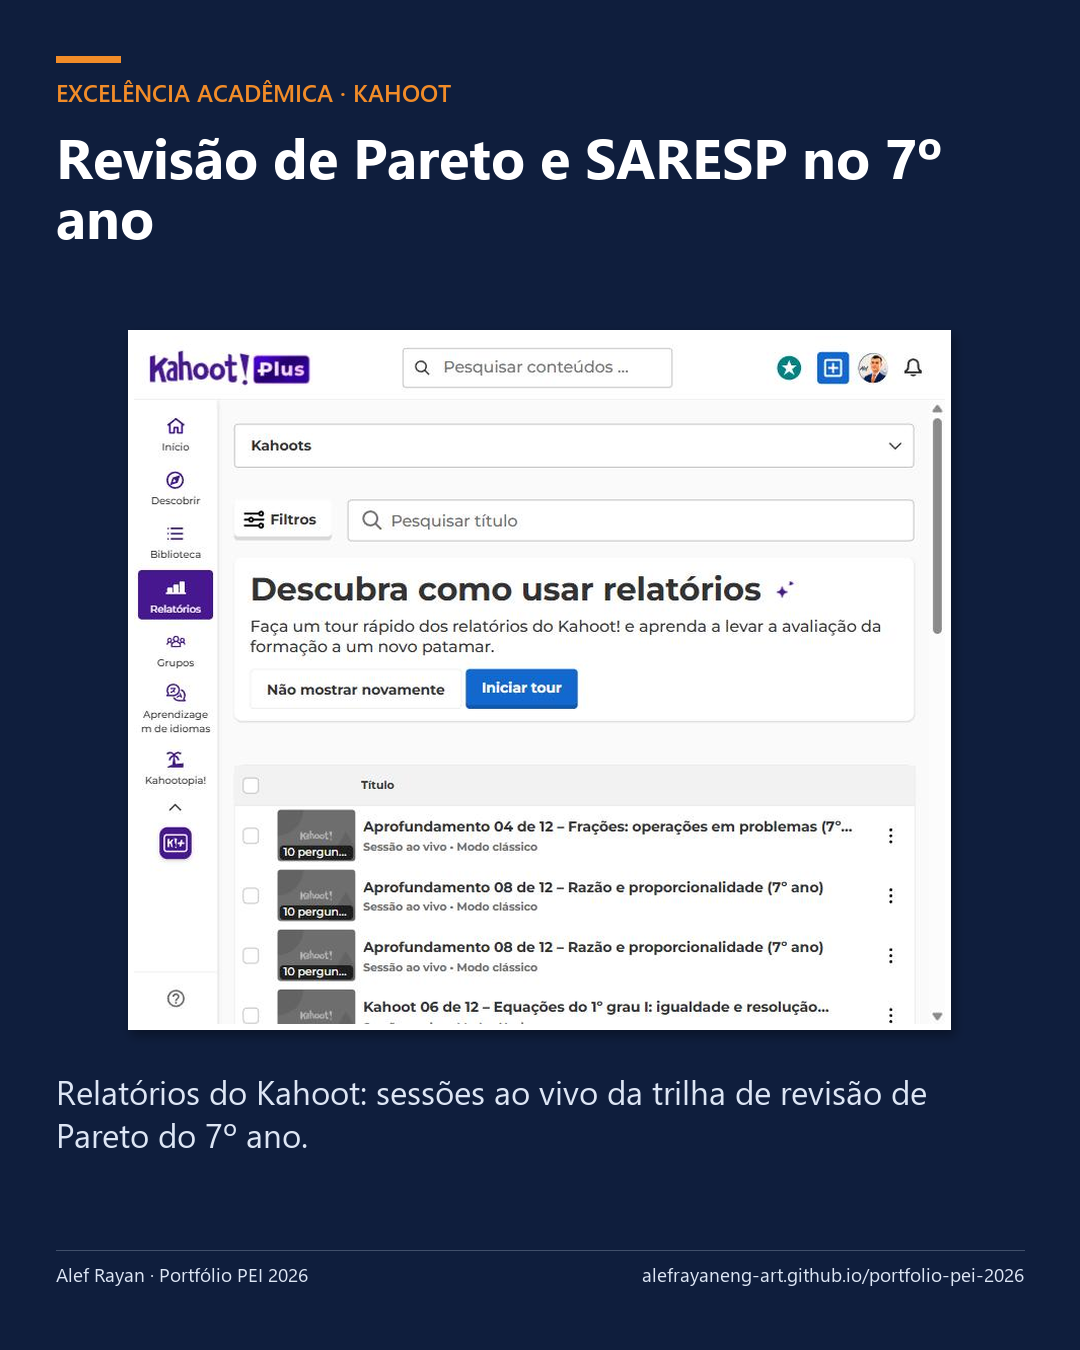 EXCELÊNCIA ACADÊMICA · KAHOOT
Revisão de Pareto e SARESP no 7º
ano
Kahoot! Plus
Pesquisar conteúdos ...
Início
Descobrir
Biblioteca
Relatórios
Grupos
Aprendizage
m de idiomas
Kahootopia!
K!+
Kahoots
Filtros
Pesquisar título
Descubra como usar relatórios
Faça um tour rápido dos relatórios do Kahoot! e aprenda a levar a avaliação da
formação a um novo patamar.
Não mostrar novamente
Iniciar tour
Título
Kahoot!
10 pergun...
Aprofundamento 04 de 12 – Frações: operações em problemas (7º...
Sessão ao vivo • Modo clássico
Kahoot!
10 pergun...
Aprofundamento 08 de 12 – Razão e proporcionalidade (7º ano)
Sessão ao vivo • Modo clássico
Kahoot!
10 pergun...
Aprofundamento 08 de 12 – Razão e proporcionalidade (7º ano)
Sessão ao vivo • Modo clássico
Kahoot!
Kahoot 06 de 12 – Equações do 1º grau I: igualdade e resolução...
Relatórios do Kahoot: sessões ao vivo da trilha de revisão de
Pareto do 7º ano.
Alef Rayan · Portfólio PEI 2026
alefrayaneng-art.github.io/portfolio-pei-2026